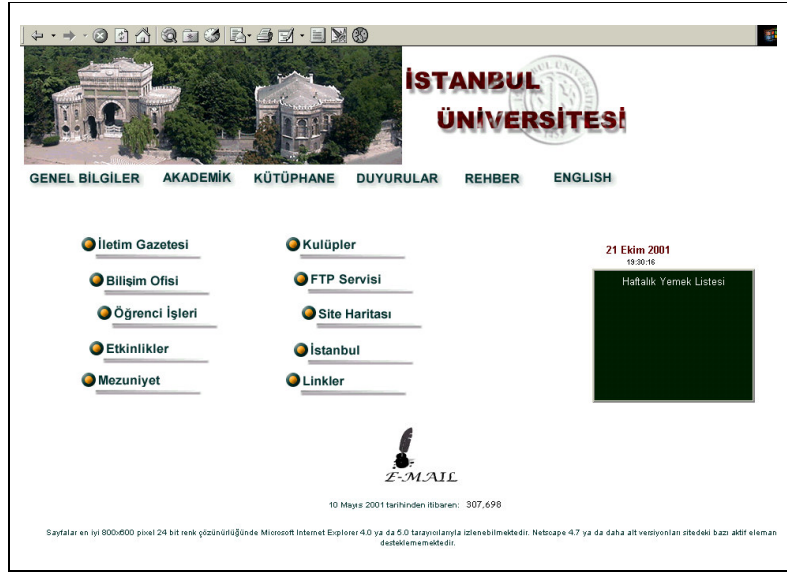 İSTANBUL
ÜNİVERSİTESİ
GENEL BİLGİLER AKADEMİK KÜTÜPHANE DUYURULAR REHBER ENGLISH
İletim Gazetesi
Bilişim Ofisi
Öğrenci İşleri
Etkinlikler
Mezuniyet
Kulüpler
FTP Servisi
Site Haritası
İstanbul
Linkler
21 Ekim 2001
19:30:16
Haftalık Yemek Listesi
E-MAIL
10 Mayıs 2001 tarihinden itibaren: 307,698
Sayfalar en iyi 800x600 pixel 24 bit renk çözünürlüğünde Microsoft Internet Explorer 4.0 ya da 5.0 tarayıcılarıyla izlenebilmektedir. Netscape 4.7 ya da daha alt versiyonları sitedeki bazı aktif eleman
desteklememektedir.